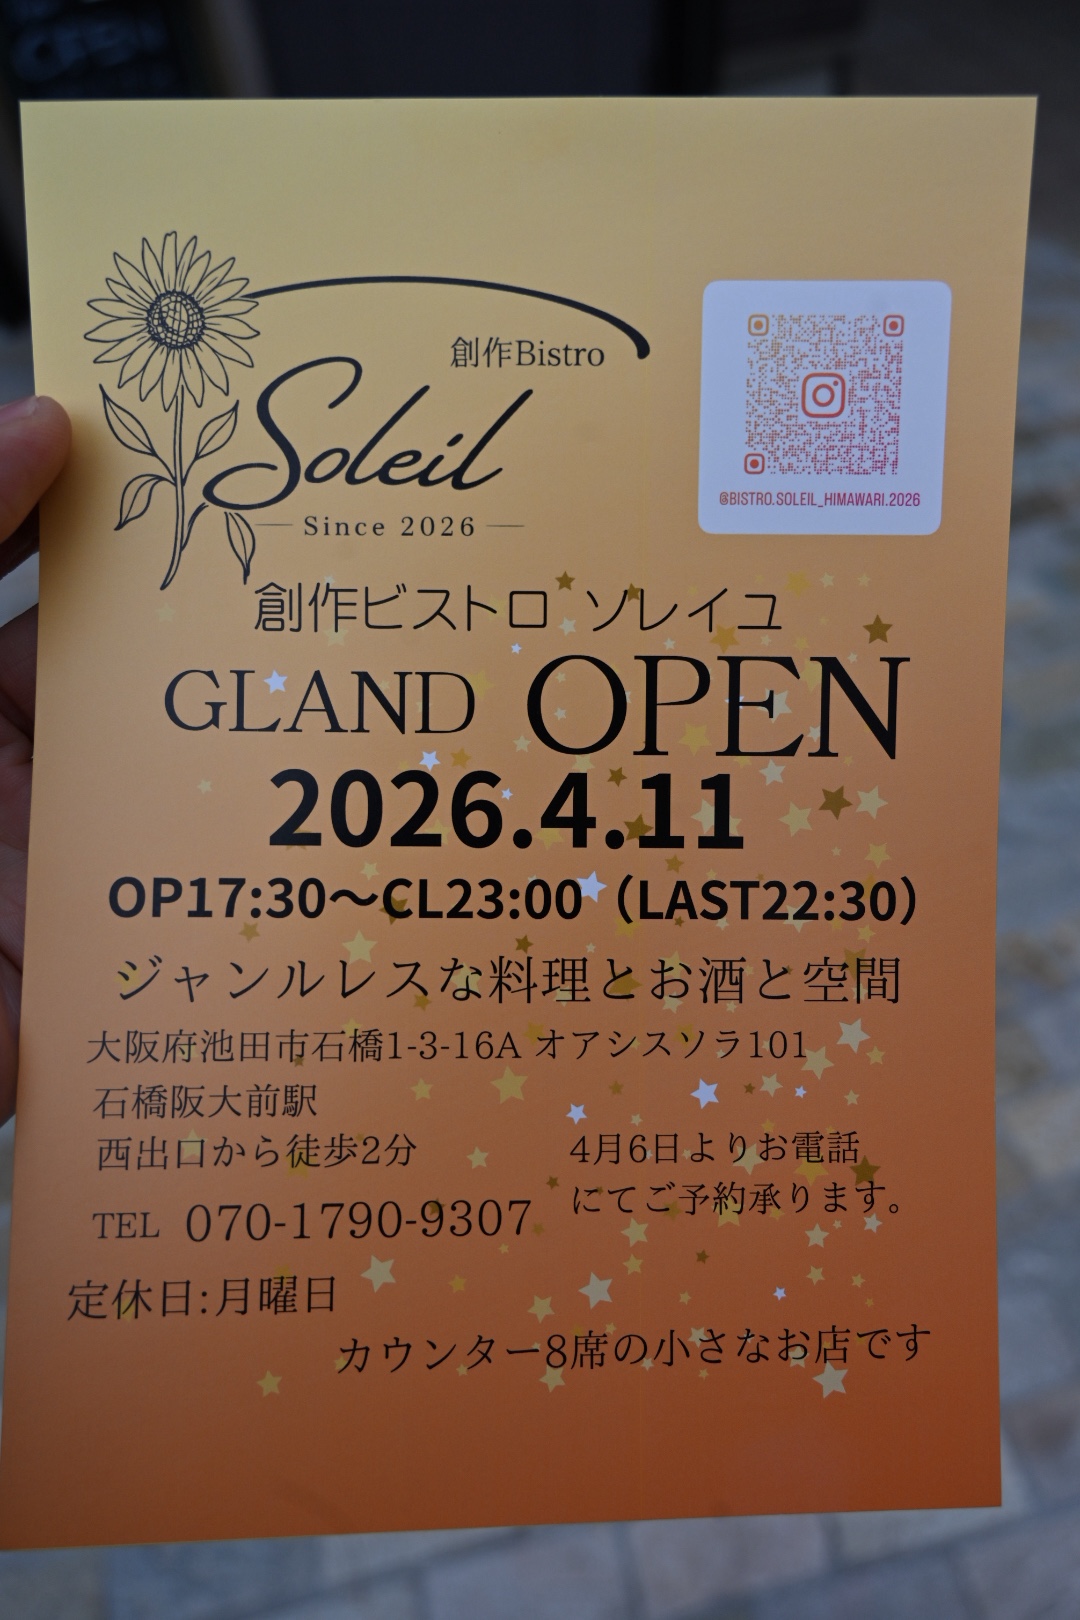 創作Bistro
Soleil
Since 2026
@BISTRO.SOLEIL_HIMAWARI.2026
創作ビストロ ソレイユ
GLAND OPEN
2026.4.11
OP17:30～CL23:00（LAST22:30）
ジャンルレスな料理とお酒と空間
大阪府池田市石橋1-3-16A オアシスソラ101
石橋阪大前駅
西出口から徒歩2分
4月6日よりお電話
にてご予約承ります。
TEL 070-1790-9307
定休日:月曜日
カウンター8席の小さなお店です